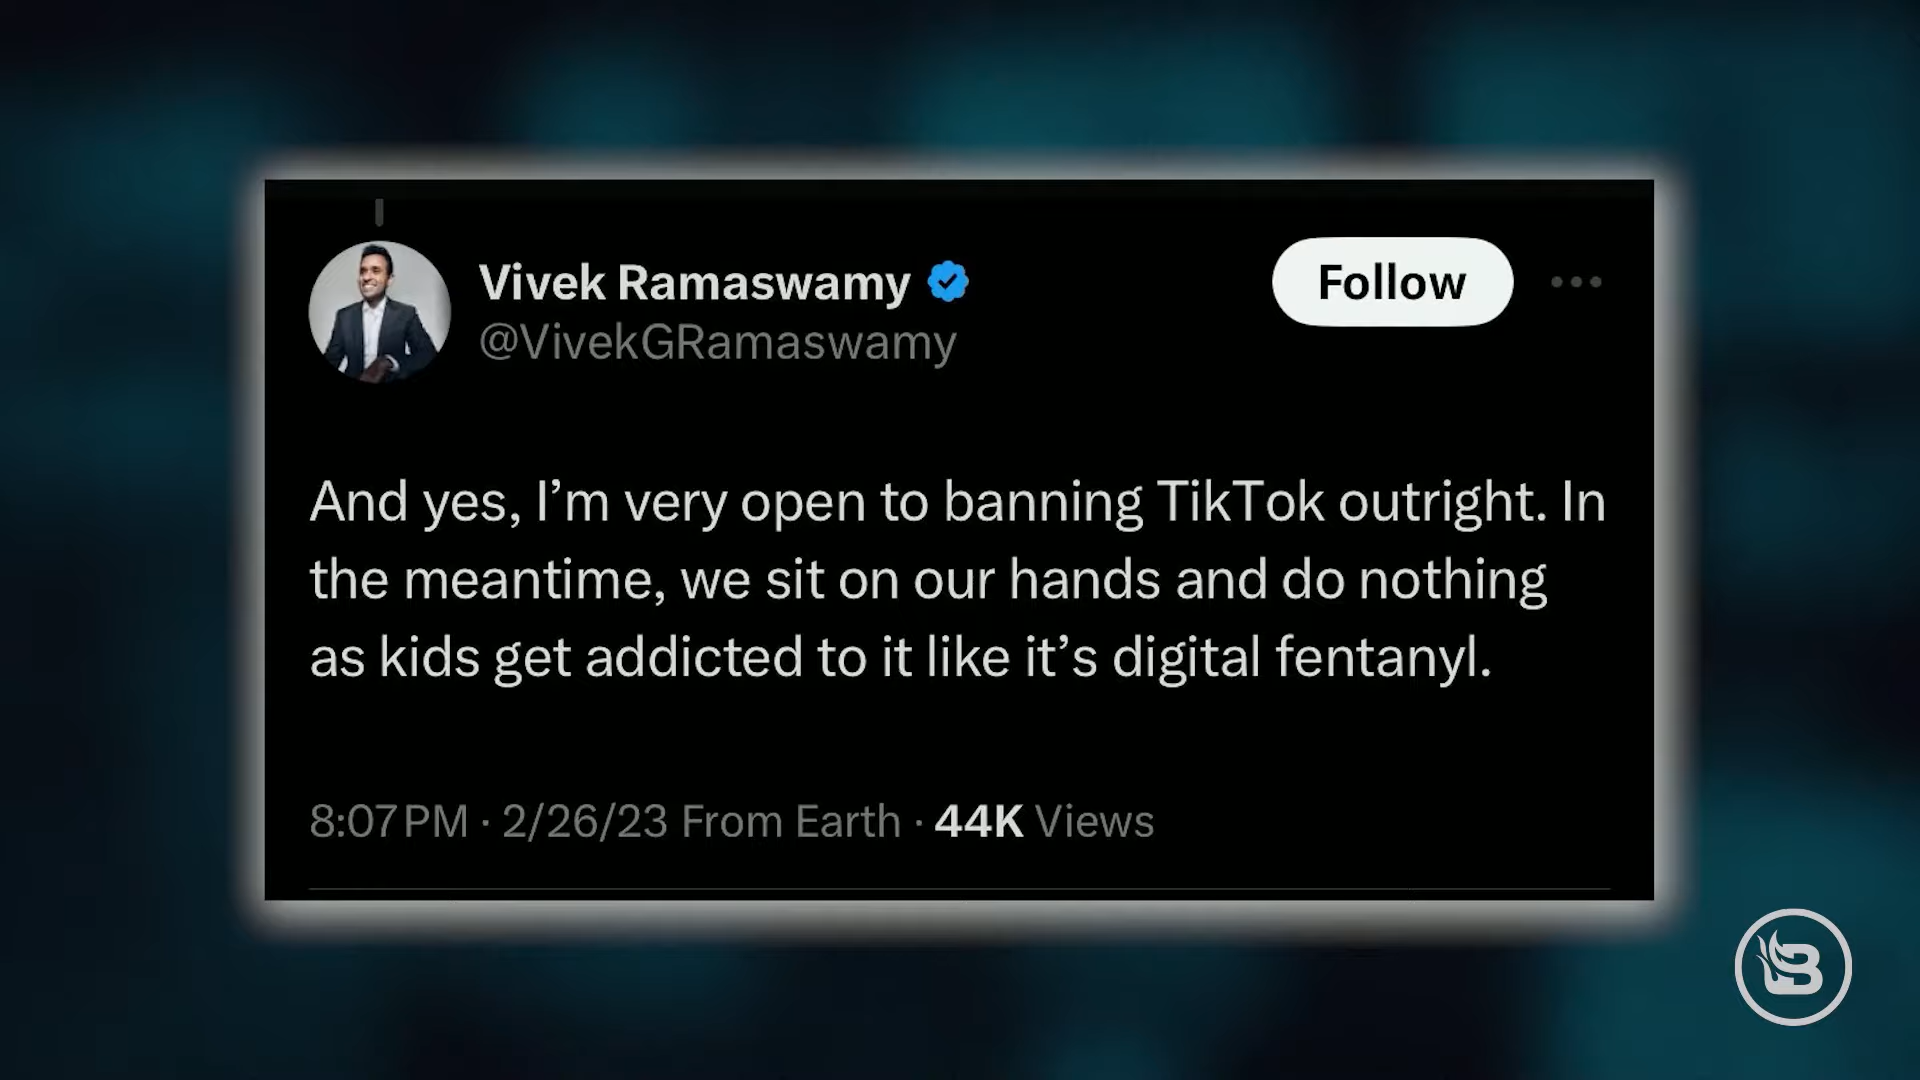 Vivek Ramaswamy
Follow
@VivekGRamaswamy
And yes, I’m very open to banning TikTok outright. In
the meantime, we sit on our hands and do nothing
as kids get addicted to it like it’s digital fentanyl.
8:07 PM · 2/26/23 From Earth · 44K Views
B